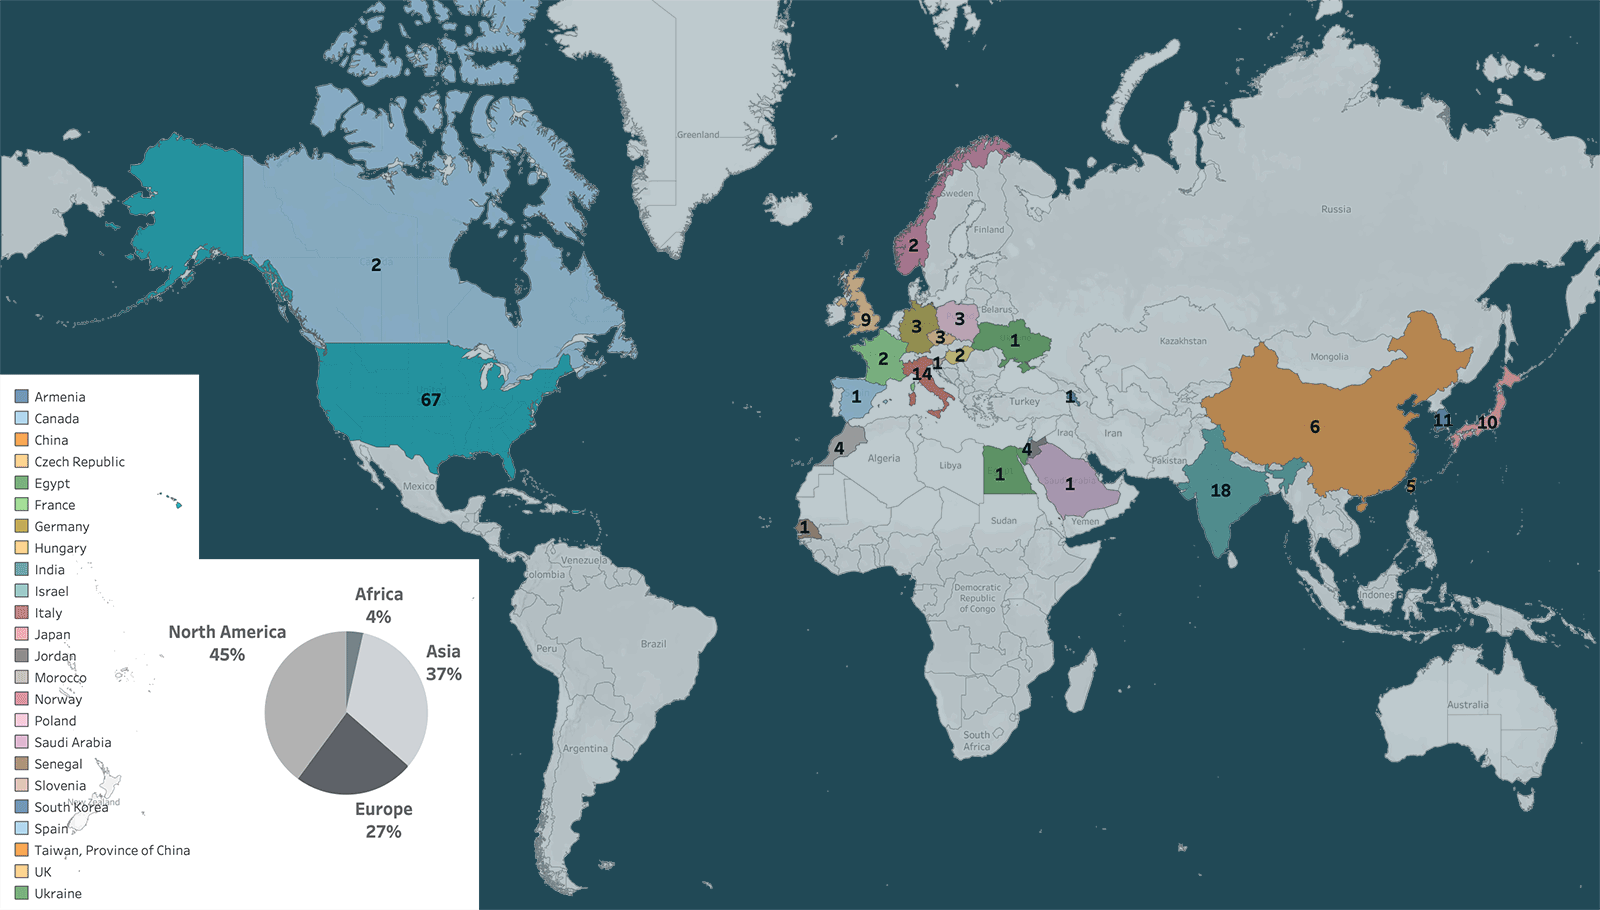 Greenland
Russia
Sweden
Finland
2
2
9
3
3
Belarus
3
1
2
2
1
14
Kazakhstan
Mongolia
67
1
Turkey
1
6
11
10
4
Algeria
Libya
4
Iraq
Iran
Pakistan
Mexico
1
1
18
5
1
Sudan
Yemen
Venezuela
Colombia
Democratic
Republic
of Congo
Indones
Peru
Brazil
Australia
South
Africa
Argentina
New Zealand
Armenia
Canada
China
Czech Republic
Egypt
France
Germany
Hungary
India
Israel
Italy
Japan
Jordan
Morocco
Norway
Poland
Saudi Arabia
Senegal
Slovenia
South Korea
Spain
Taiwan, Province of China
UK
Ukraine
Africa
4%
North America
45%
Asia
37%
Europe
27%